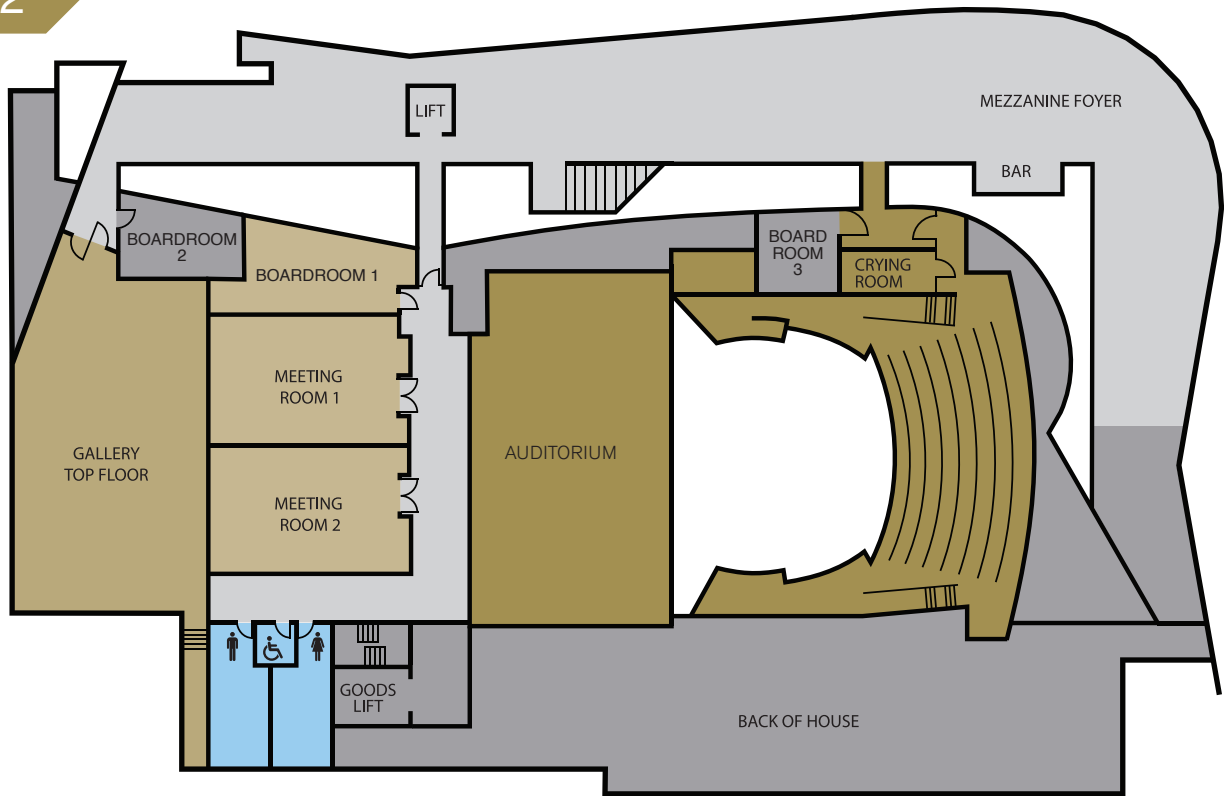 2
LIFT
MEZZANINE FOYER
BAR
BOARDROOM
2
BOARDROOM 1
BOARD
ROOM
3
CRYING
ROOM
MEETING
ROOM 1
GALLERY
TOP FLOOR
AUDITORIUM
MEETING
ROOM 2
GOODS
LIFT
BACK OF HOUSE